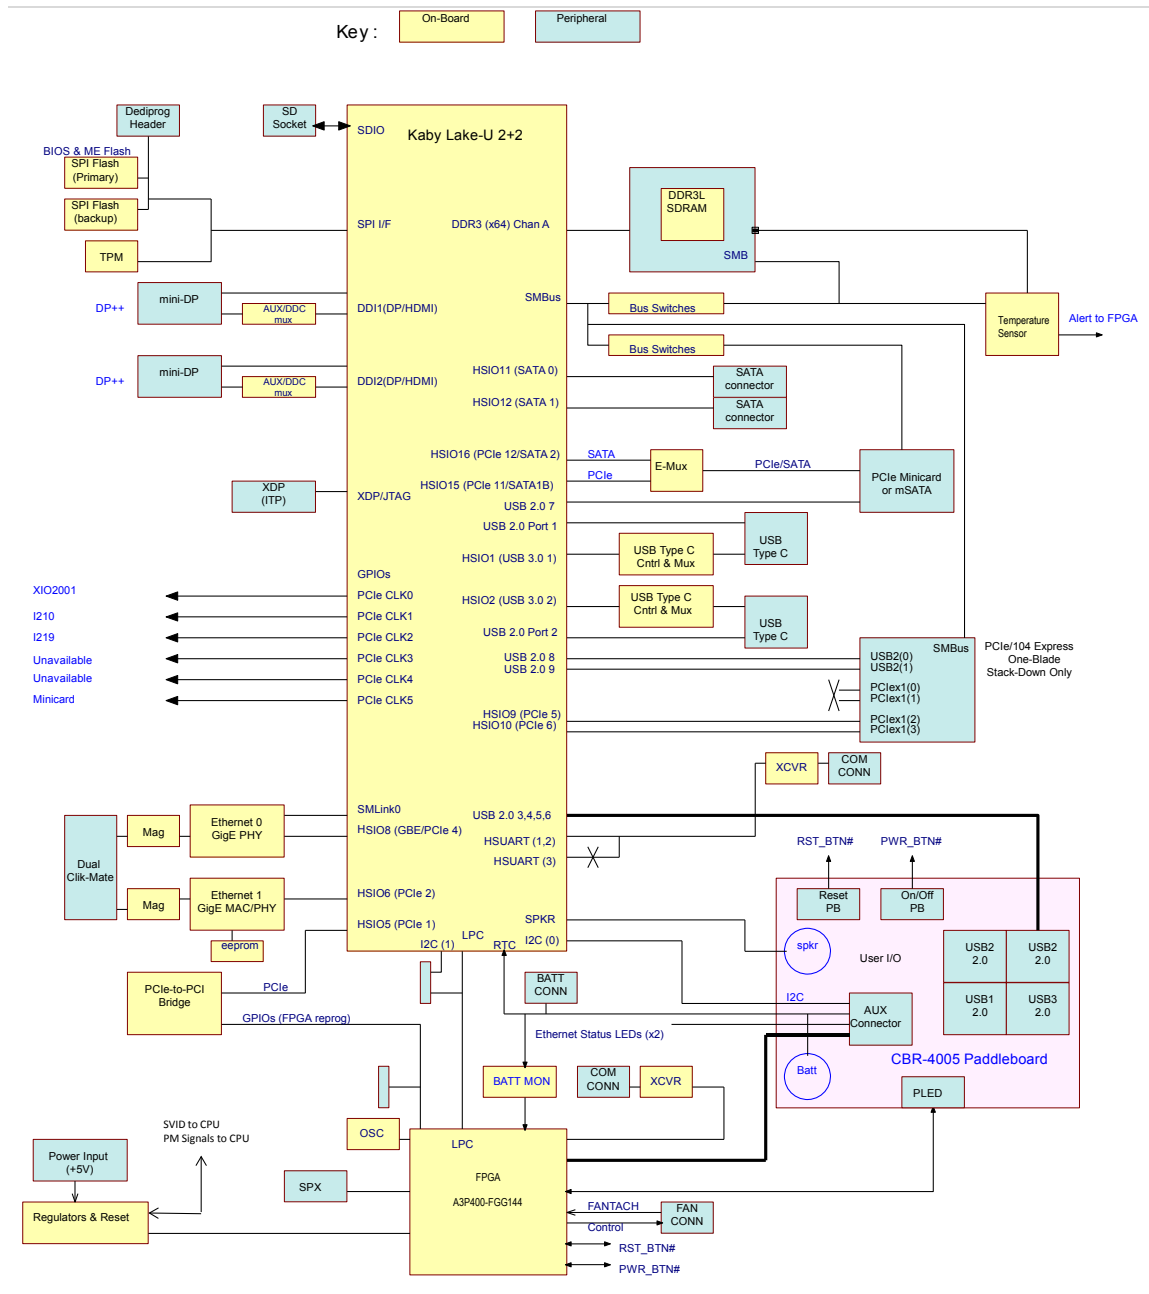 Key :
On-Board
Peripheral
Dediprog
Header
SD
Socket
SDIO
Kaby Lake-U 2+2
BIOS & ME Flash
SPI Flash
(Primary)
SPI Flash
(backup)
TPM
SPI I/F
DDR3 (x64) Chan A
DDR3L
SDRAM
SMB
DP++
mini-DP
AUX/DDC
mux
DDI1(DP/HDMI)
SMBus
Bus Switches
Temperature
Sensor
Alert to FPGA
Bus Switches
DP++
mini-DP
AUX/DDC
mux
DDI2(DP/HDMI)
HSIO11 (SATA 0)
SATA
connector
HSIO12 (SATA 1)
SATA
connector
HSIO16 (PCIe 12/SATA 2)
SATA
E-Mux
PCIe/SATA
PCIe Minicard
or mSATA
HSIO15 (PCIe 11/SATA1B)
PCIe
XDP
(ITP)
XDP/JTAG
USB 2.0 7
USB 2.0 Port 1
USB
Type C
HSIO1 (USB 3.0 1)
USB Type C
Cntrl & Mux
GPIOs
XIO2001
PCIe CLK0
I210
PCIe CLK1
I219
PCIe CLK2
Unavailable
PCIe CLK3
Unavailable
PCIe CLK4
Minicard
PCIe CLK5
HSIO2 (USB 3.0 2)
USB Type C
Cntrl & Mux
USB
Type C
USB 2.0 Port 2
USB 2.0 8
USB 2.0 9
SMBus
USB2(0)
USB2(1)
PCIex1(0)
PCIex1(1)
PCIex1(2)
PCIex1(3)
PCIe/104 Express
One-Blade
Stack-Down Only
HSIO9 (PCIe 5)
HSIO10 (PCIe 6)
XCVR
COM
CONN
Dual
Clik-Mate
Mag
Ethernet 0
GigE PHY
SMLink0
HSIO8 (GBE/PCIe 4)
USB 2.0 3,4,5,6
HSUART (1,2)
HSUART (3)
RST_BTN#
PWR_BTN#
Mag
Ethernet 1
GigE MAC/PHY
eeprom
HSIO6 (PCIe 2)
HSIO5 (PCIe 1)
Reset
PB
On/Off
PB
SPKR
I2C (0)
I2C (1)
LPC
RTC
spkr
User I/O
USB2
2.0
USB2
2.0
USB1
2.0
USB3
2.0
PCIe-to-PCI
Bridge
PCIe
GPIOs (FPGA reprog)
BATT
CONN
I2C
AUX
Connector
Ethernet Status LEDs (x2)
Batt
CBR-4005 Paddleboard
PLED
BATT MON
COM
CONN
XCVR
SVID to CPU
PM Signals to CPU
OSC
LPC
Power Input
(+5V)
SPX
FPGA
A3P400-FGG144
Regulators & Reset
FANTACH
Control
FAN
CONN
RST_BTN#
PWR_BTN#